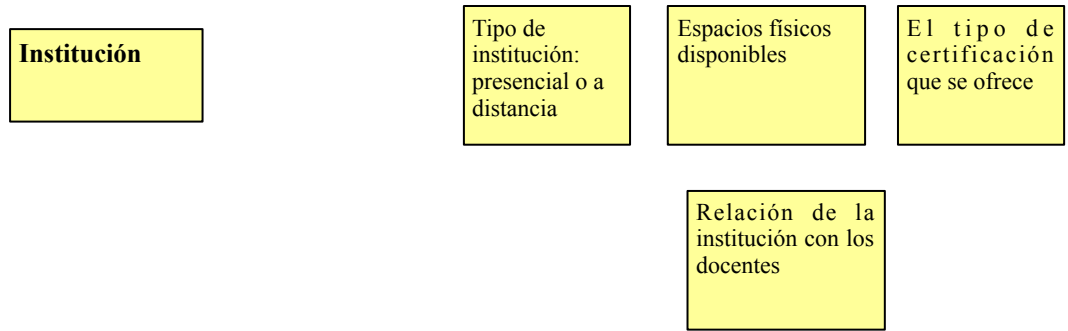 Institución
Tipo de
institución:
presencial o a
distancia
Espacios físicos
disponibles
El tipo de
certificación
que se ofrece
Relación de la
institución con los
docentes